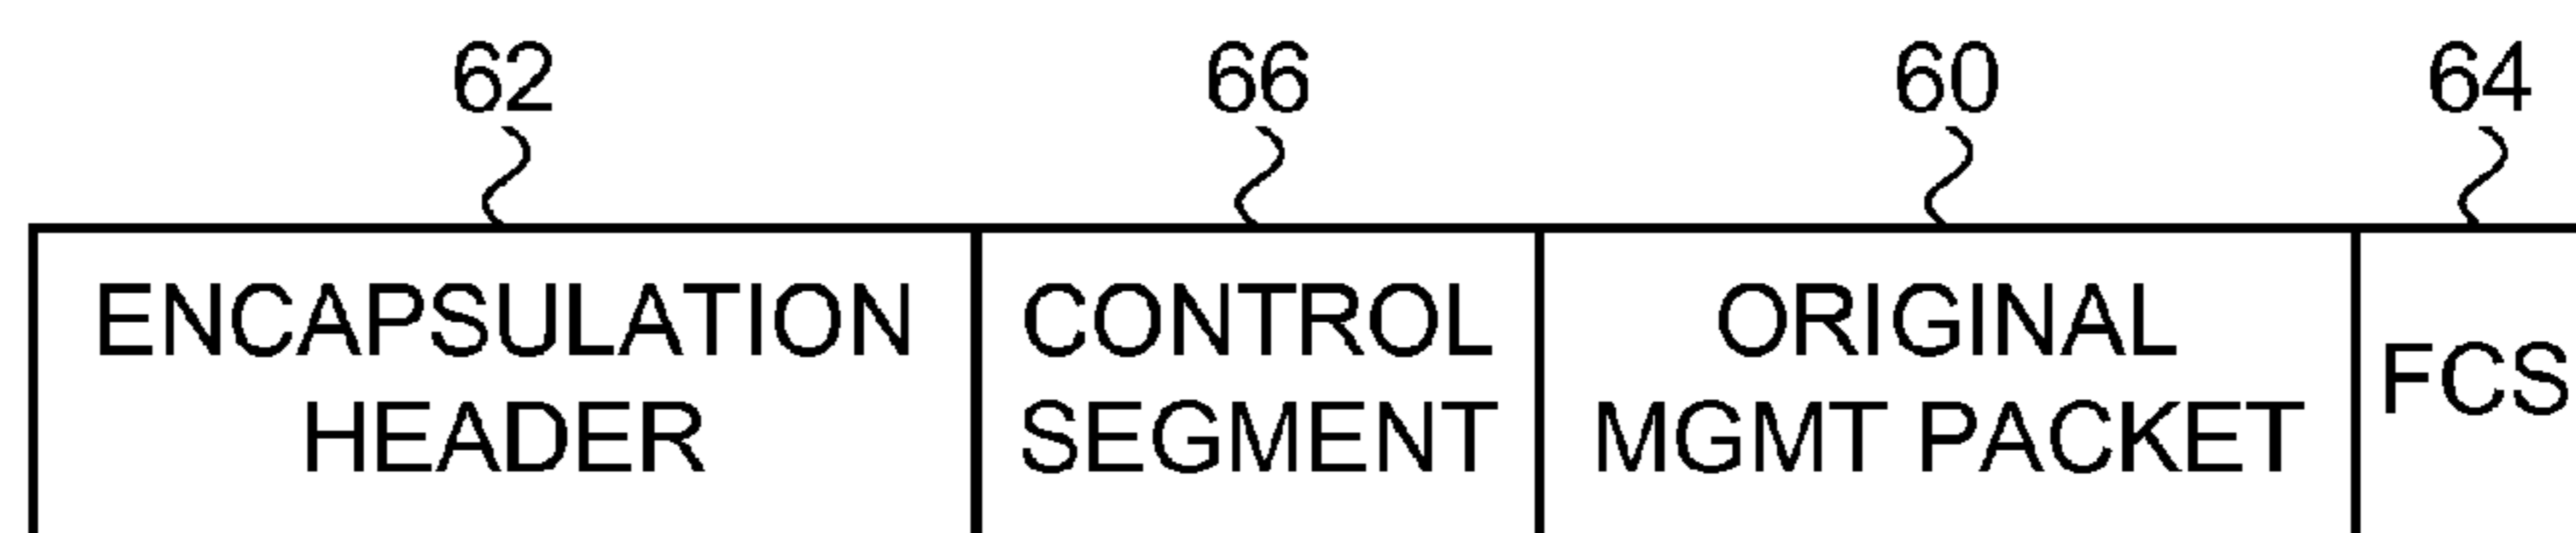 62 66 60 64
ENCAPSULATION HEADER
CONTROL SEGMENT
ORIGINAL MGMT PACKET
FCS